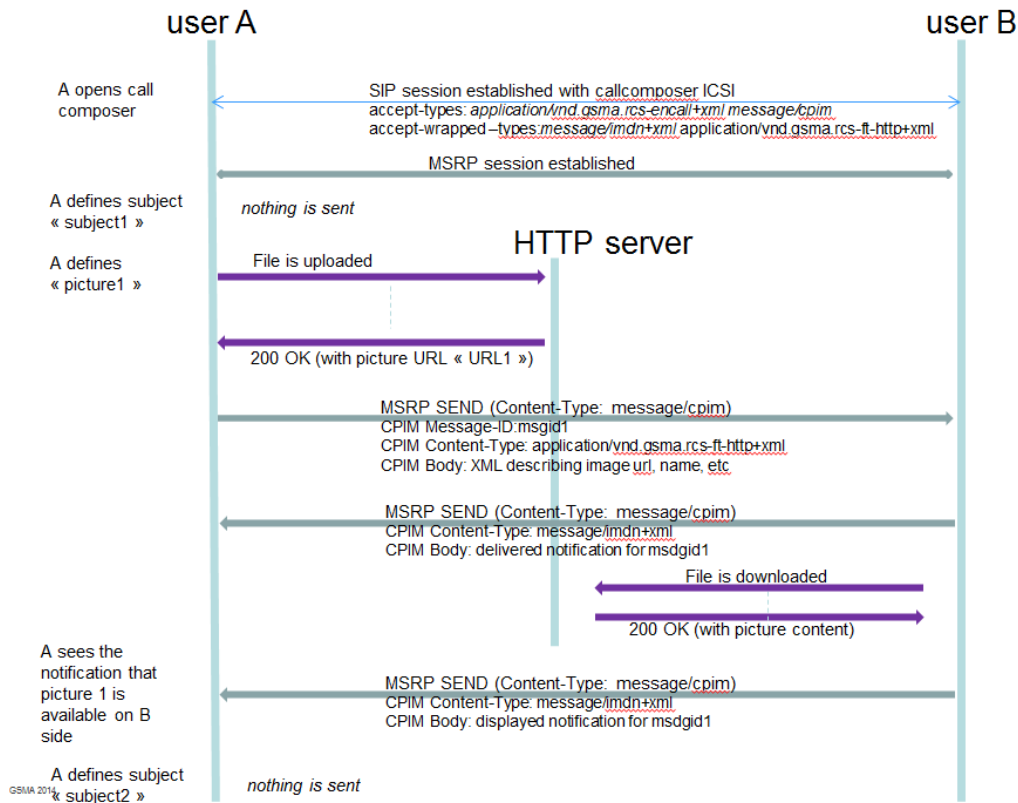 user A
user B
A opens call
composer
SIP session established with callcomposer ICSI
accept-types: application/vnd.gsma.rcs-encall+xml message/cpim
accept-wrapped–types:message/imdn+xml application/vnd.gsma.rcs-ft-http+xml
MSRP session established
A defines subject
« subject1 »
nothing is sent
HTTP server
A defines
« picture1 »
File is uploaded
200 OK (with picture URL « URL1 »)
MSRP SEND (Content-Type: message/cpim)
CPIM Message-ID:msgid1
CPIM Content-Type: application/vnd.gsma.rcs-ft-http+xml
CPIM Body: XML describing image url, name, etc
MSRP SEND (Content-Type: message/cpim)
CPIM Content-Type: message/imdn+xml
CPIM Body: delivered notification for msdgid1
File is downloaded
200 OK (with picture content)
A sees the
notification that
picture 1 is
available on B
side
MSRP SEND (Content-Type: message/cpim)
CPIM Content-Type: message/imdn+xml
CPIM Body: displayed notification for msdgid1
A defines subject
« subject2 »
nothing is sent
GSMA 2014